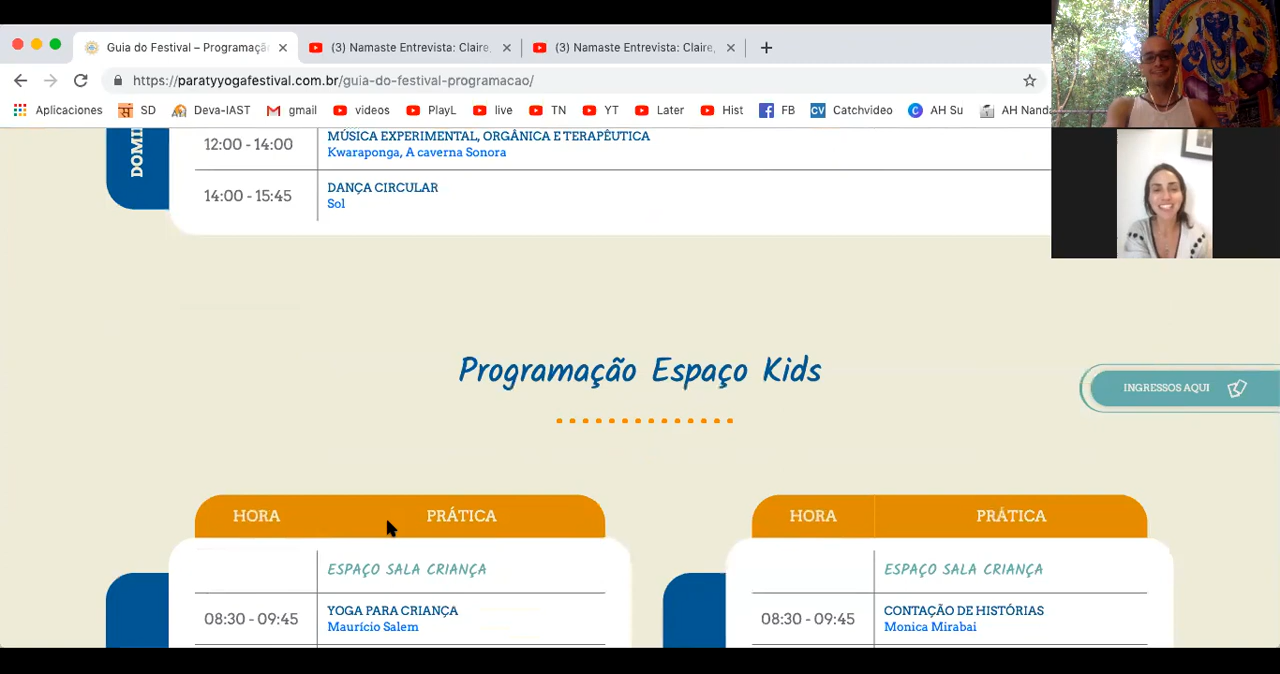 Guia do Festival – Programação
(3) Namaste Entrevista: Claire,
(3) Namaste Entrevista: Claire,
https://paratyyogafestival.com.br/guia-do-festival-programacao/
Aplicaciones SD Deva-IAST gmail videos PlayL live TN YT Later Hist FB CV Catchvideo AH Su AH Nanda
DOMI
12:00 - 14:00
MÚSICA EXPERIMENTAL, ORGÂNICA E TERAPÊUTICA
Kwaraponga, A caverna Sonora
14:00 - 15:45
DANÇA CIRCULAR
Sol
Programação Espaço Kids
INGRESSOS AQUI
HORA PRÁTICA
ESPAÇO SALA CRIANÇA
08:30 - 09:45
YOGA PARA CRIANÇA
Maurício Salem
HORA PRÁTICA
ESPAÇO SALA CRIANÇA
08:30 - 09:45
CONTAÇÃO DE HISTÓRIAS
Monica Mirabai